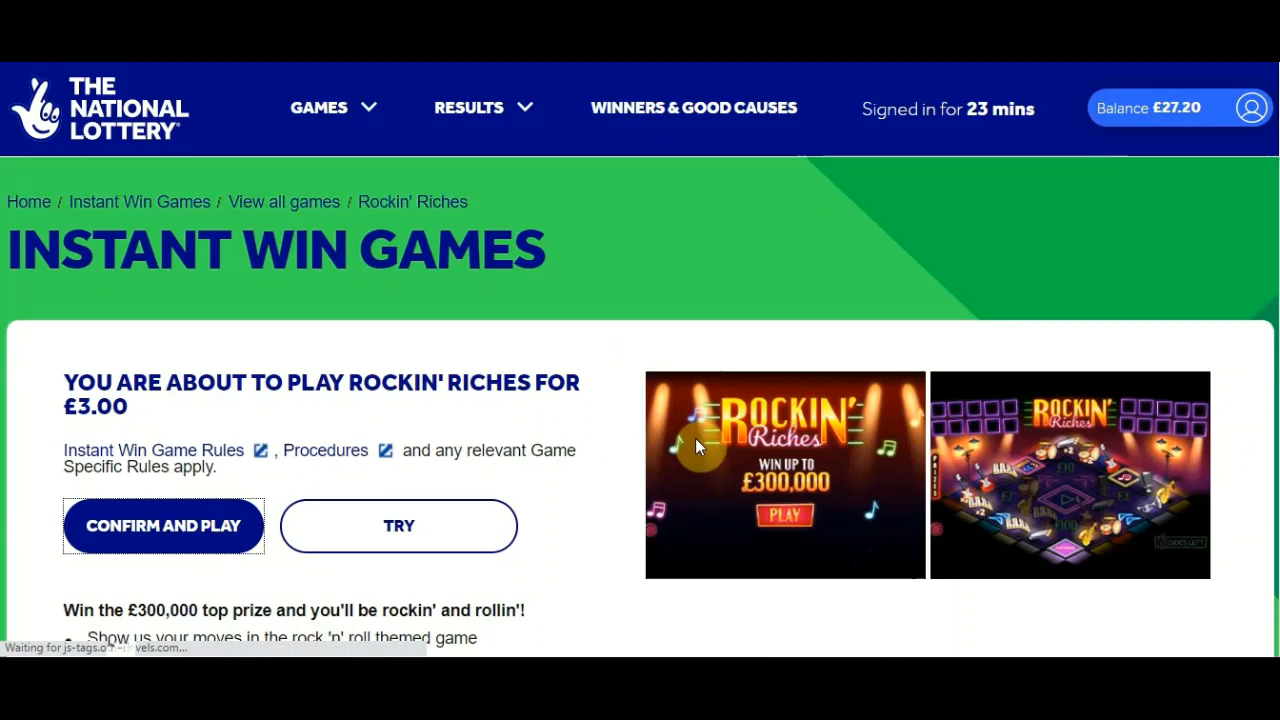 THE
NATIONAL
LOTTERY
GAMES
RESULTS
WINNERS & GOOD CAUSES
Signed in for 23 mins
Balance £27.20
Home / Instant Win Games / View all games / Rockin' Riches
INSTANT WIN GAMES
YOU ARE ABOUT TO PLAY ROCKIN' RICHES FOR
£3.00
Instant Win Game Rules , Procedures and any relevant Game
Specific Rules apply.
CONFIRM AND PLAY
TRY
ROCKIN'
Riches
WIN UP TO
£300,000
PLAY
ROCKIN'
Riches
PRIZES
£10
£100
Win the £300,000 top prize and you'll be rockin' and rollin'!
• Show us your moves in the rock 'n' roll themed game